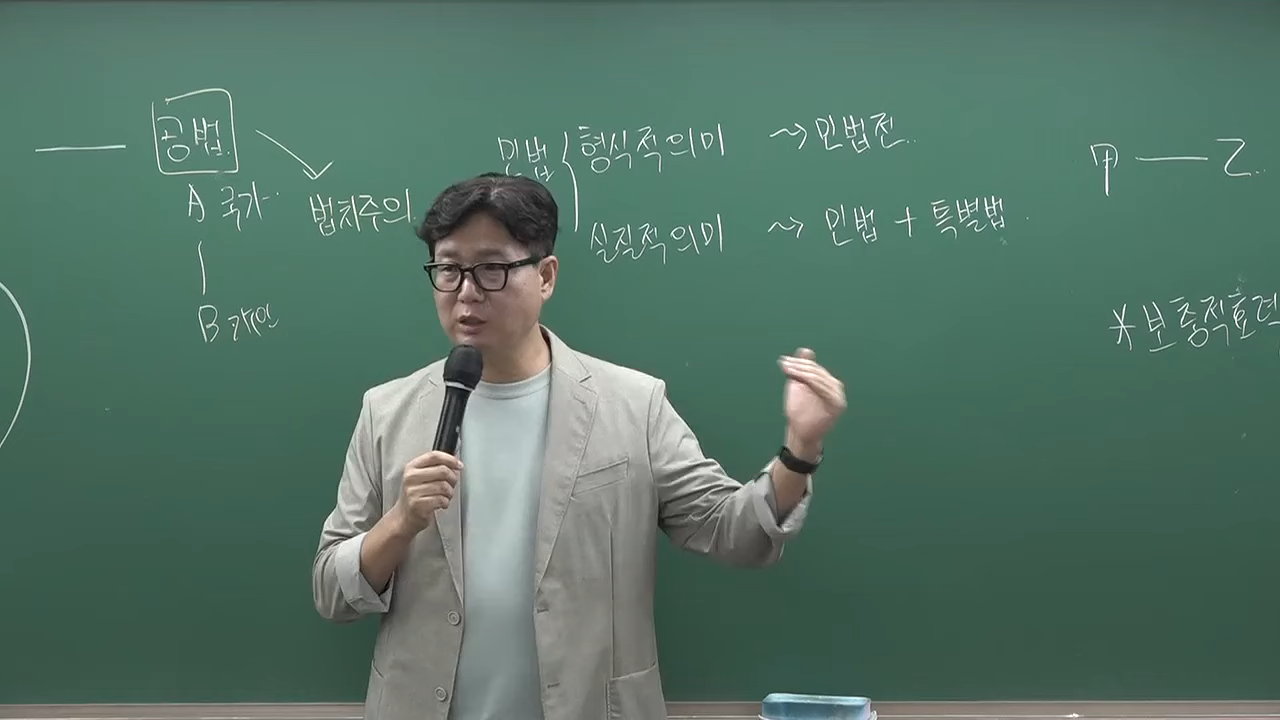 공법.
A 국가..
B 개인
법치주의.
민법
형식적 의미 ~> 민법전..
실질적 의미 ~> 민법 + 특별법.
甲 — 乙..
* 보충적효력